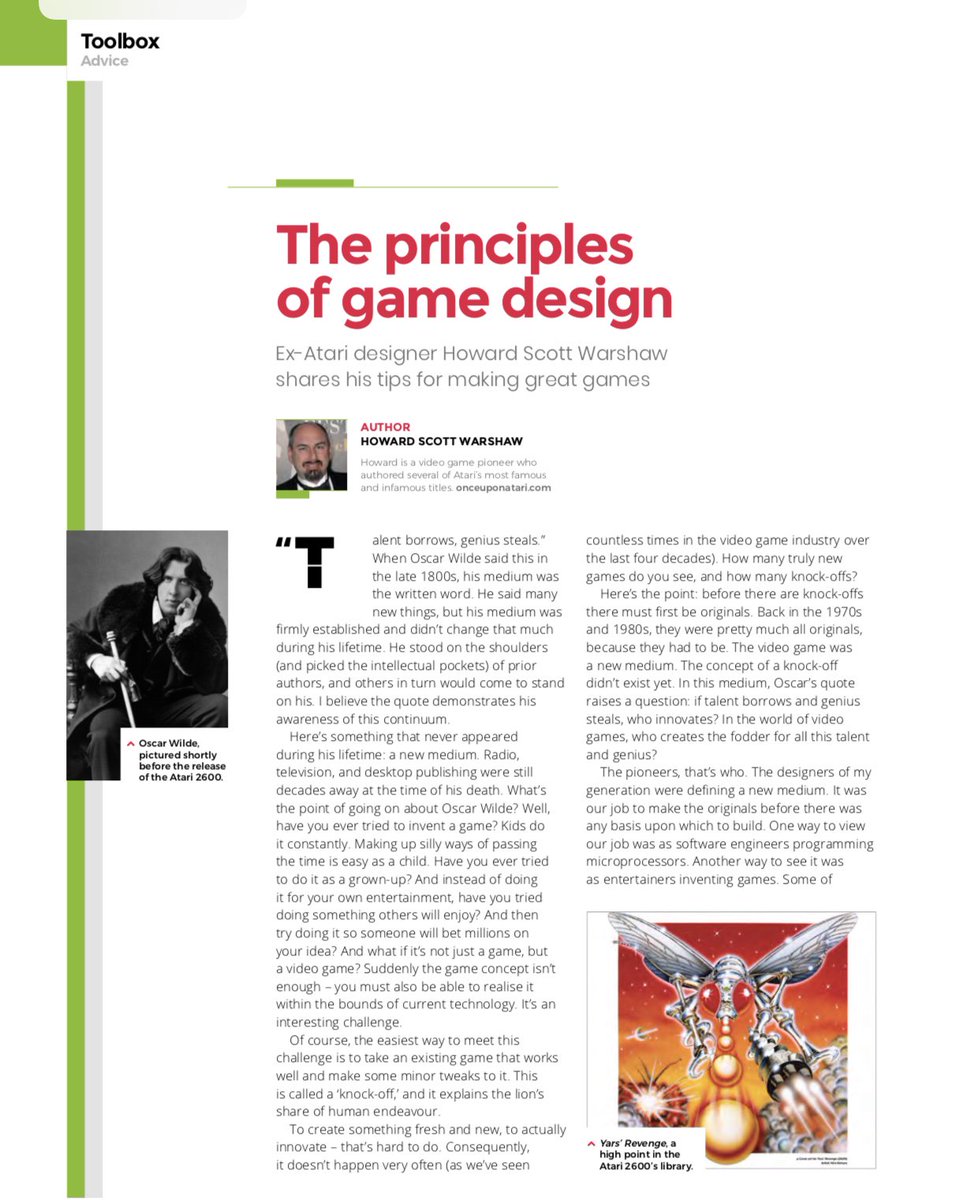 Toolbox
Advice
The principles
of game design
Ex-Atari designer Howard Scott Warshaw
shares his tips for making great games
AUTHOR
HOWARD SCOTT WARSHAW
Howard is a video game pioneer who
authored several of Atari's most famous
and infamous titles. onceuponatari.com
“Talent borrows, genius steals.”
When Oscar Wilde said this in
the late 1800s, his medium was
the written word. He said many
new things, but his medium was
firmly established and didn't change that much
during his lifetime. He stood on the shoulders
(and picked the intellectual pockets) of prior
authors, and others in turn would come to stand
on his. I believe the quote demonstrates his
awareness of this continuum.
Here's something that never appeared
during his lifetime: a new medium. Radio,
television, and desktop publishing were still
decades away at the time of his death. What's
the point of going on about Oscar Wilde? Well,
have you ever tried to invent a game? Kids do
it constantly. Making up silly ways of passing
the time is easy as a child. Have you ever tried
to do it as a grown-up? And instead of doing
it for your own entertainment, have you tried
doing something others will enjoy? And then
try doing it so someone will bet millions on
your idea? And what if it's not just a game, but
a video game? Suddenly the game concept isn't
enough – you must also be able to realise it
within the bounds of current technology. It's an
interesting challenge.
Of course, the easiest way to meet this
challenge is to take an existing game that works
well and make some minor tweaks to it. This
is called a ‘knock-off,’ and it explains the lion's
share of human endeavour.
To create something fresh and new, to actually
innovate – that's hard to do. Consequently,
it doesn't happen very often (as we've seen
countless times in the video game industry over
the last four decades). How many truly new
games do you see, and how many knock-offs?
Here's the point: before there are knock-offs
there must first be originals. Back in the 1970s
and 1980s, they were pretty much all originals,
because they had to be. The video game was
a new medium. The concept of a knock-off
didn't exist yet. In this medium, Oscar's quote
raises a question: if talent borrows and genius
steals, who innovates? In the world of video
games, who creates the fodder for all this talent
and genius?
The pioneers, that's who. The designers of my
generation were defining a new medium. It was
our job to make the originals before there was
any basis upon which to build. One way to view
our job was as software engineers programming
microprocessors. Another way to see it was
as entertainers inventing games. Some of
Oscar Wilde,
pictured shortly
before the release
of the Atari 2600.
Yars' Revenge, a
high point in the
Atari 2600's library.